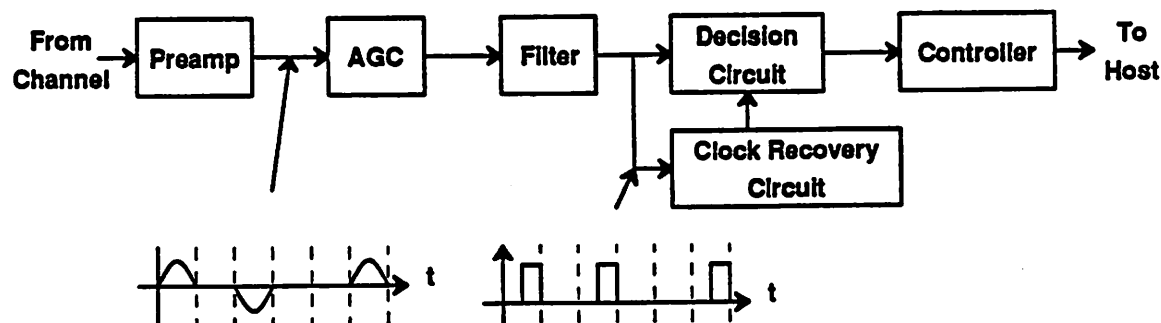 From
Channel
Preamp
AGC
Filter
Decision
Circuit
Controller
To
Host
Clock Recovery
Circuit
t
t